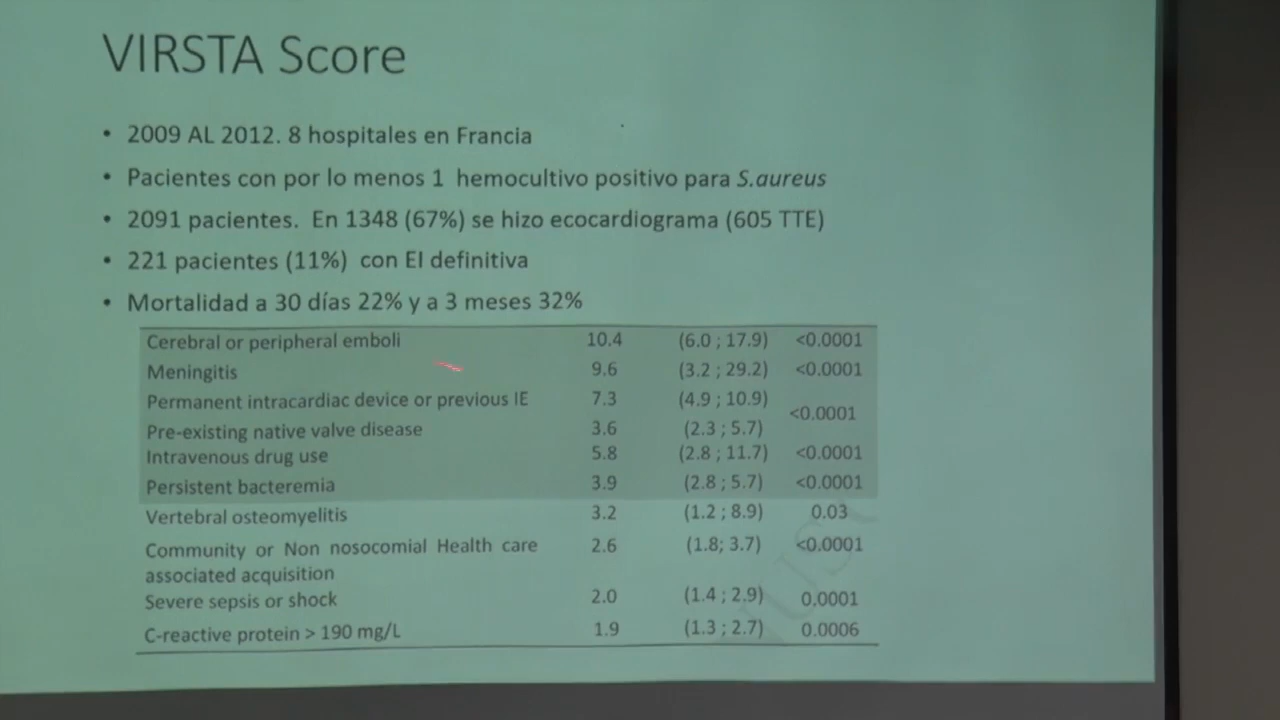 VIRSTA Score
• 2009 AL 2012. 8 hospitales en Francia
• Pacientes con por lo menos 1 hemocultivo positivo para S.aureus
• 2091 pacientes. En 1348 (67%) se hizo ecocardiograma (605 TTE)
• 221 pacientes (11%) con EI definitiva
• Mortalidad a 30 días 22% y a 3 meses 32%
Cerebral or peripheral emboli 10.4 (6.0 ; 17.9) <0.0001
Meningitis 9.6 (3.2 ; 29.2) <0.0001
Permanent intracardiac device or previous IE 7.3 (4.9 ; 10.9) <0.0001
Pre-existing native valve disease 3.6 (2.3 ; 5.7)
Intravenous drug use 5.8 (2.8 ; 11.7) <0.0001
Persistent bacteremia 3.9 (2.8 ; 5.7) <0.0001
Vertebral osteomyelitis 3.2 (1.2 ; 8.9) 0.03
Community or Non nosocomial Health care 2.6 (1.8; 3.7) <0.0001
associated acquisition
Severe sepsis or shock 2.0 (1.4 ; 2.9) 0.0001
C-reactive protein > 190 mg/L 1.9 (1.3 ; 2.7) 0.0006